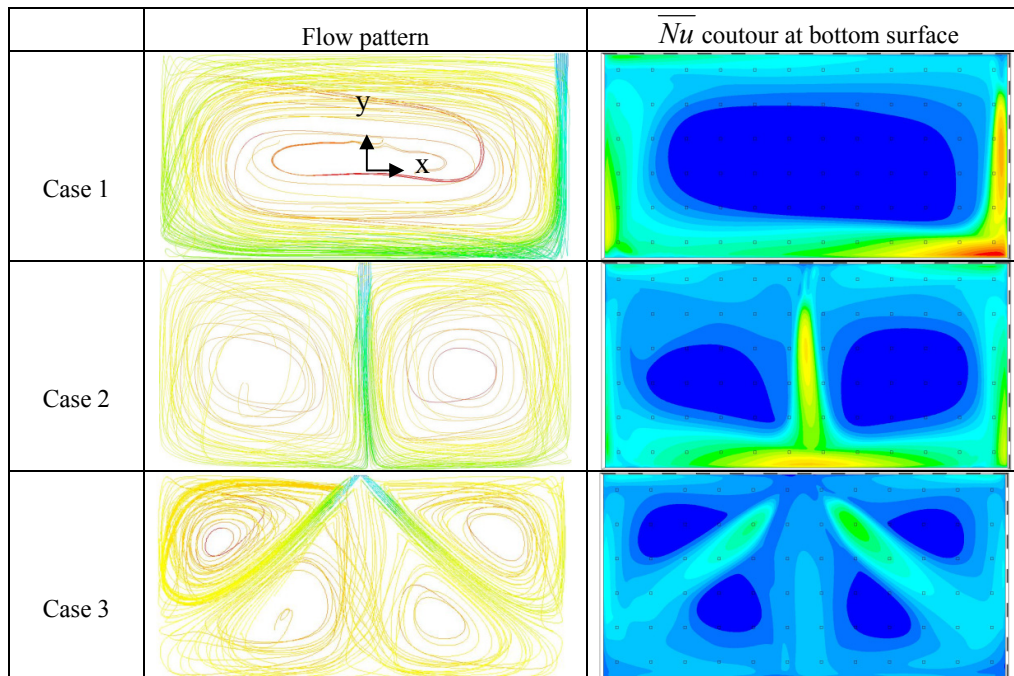 Flow pattern
Nu coutour at bottom surface
Case 1
y
x
Case 2
Case 3